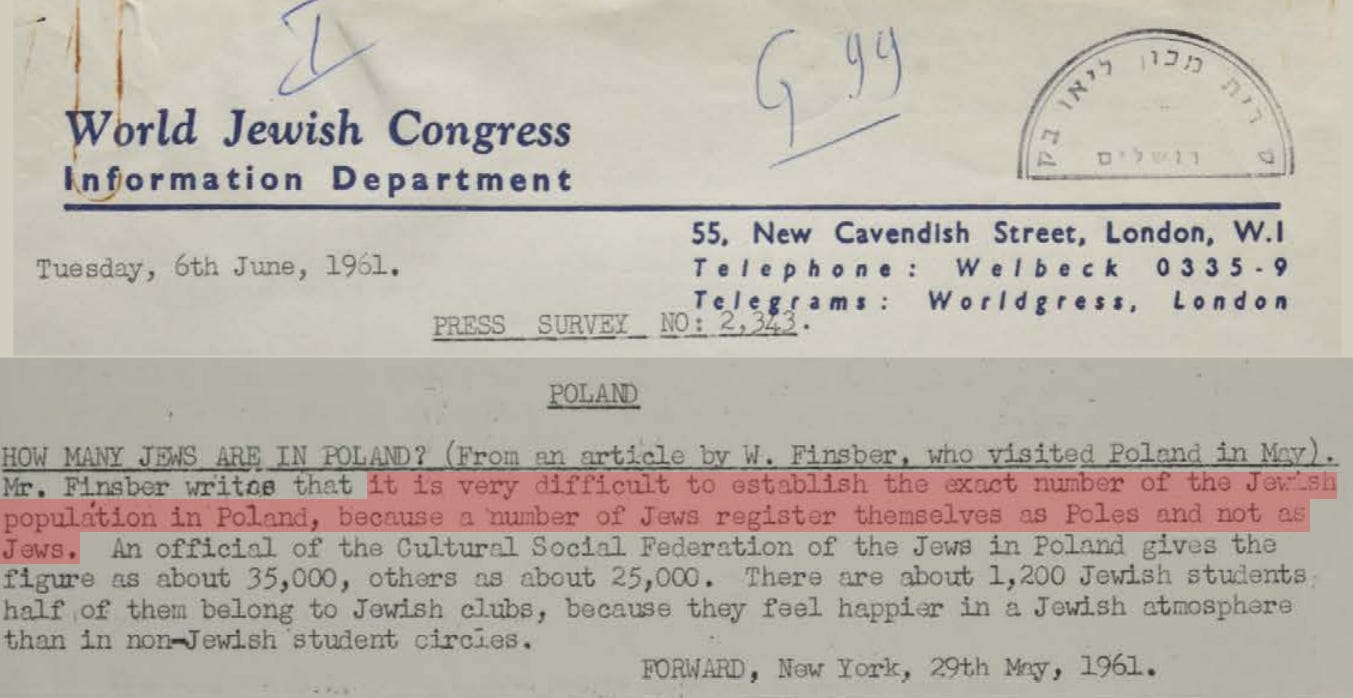 I
G 99
מכון ליאו בק
World Jewish Congress
Information Department
55, New Cavendish Street, London, W.1
Tuesday, 6th June, 1961.
Telephone: Welbeck 0335-9
Telegrams: Worldgress, London
PRESS SURVEY NO: 2,343.
POLAND
HOW MANY JEWS ARE IN POLAND? (From an article by W. Finsber, who visited Poland in May).
Mr. Finsber writes that it is very difficult to establish the exact number of the Jewish
population in Poland, because a number of Jews register themselves as Poles and not as
Jews. An official of the Cultural Social Federation of the Jews in Poland gives the
figure as about 35,000, others as about 25,000. There are about 1,200 Jewish students,
half of them belong to Jewish clubs, because they feel happier in a Jewish atmosphere
than in non-Jewish student circles.
FORWARD, New York, 29th May, 1961.